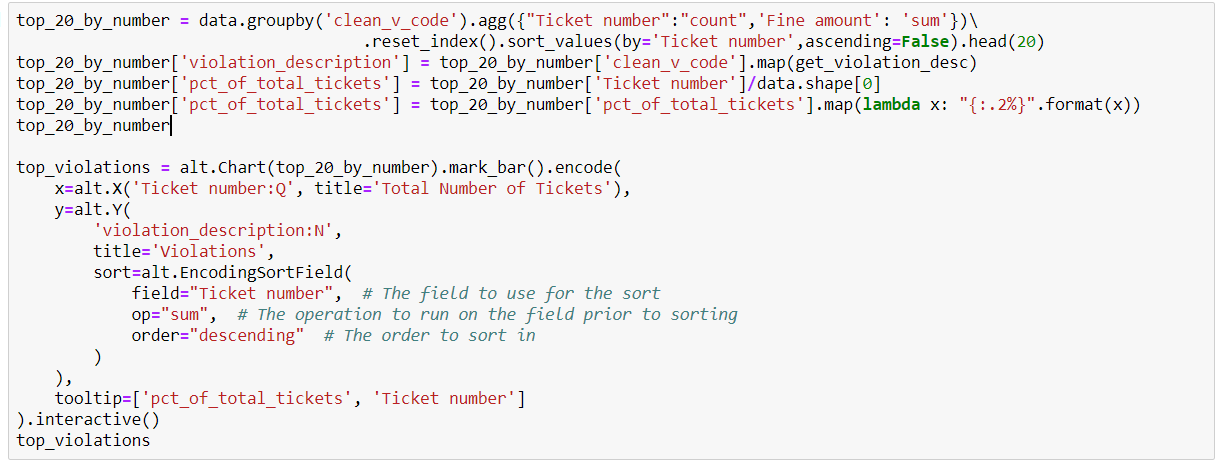 top_20_by_number = data.groupby('clean_v_code').agg({"Ticket number":"count",'Fine amount': 'sum'})\
                                    .reset_index().sort_values(by='Ticket number',ascending=False).head(20)
top_20_by_number['violation_description'] = top_20_by_number['clean_v_code'].map(get_violation_desc)
top_20_by_number['pct_of_total_tickets'] = top_20_by_number['Ticket number']/data.shape[0]
top_20_by_number['pct_of_total_tickets'] = top_20_by_number['pct_of_total_tickets'].map(lambda x: "{:.2%}".format(x))
top_20_by_number

top_violations = alt.Chart(top_20_by_number).mark_bar().encode(
    x=alt.X('Ticket number:Q', title='Total Number of Tickets'),
    y=alt.Y(
        'violation_description:N',
        title='Violations',
        sort=alt.EncodingSortField(
            field="Ticket number",  # The field to use for the sort
            op="sum",  # The operation to run on the field prior to sorting
            order="descending"  # The order to sort in
        )
    ),
    tooltip=['pct_of_total_tickets', 'Ticket number']
).interactive()
top_violations